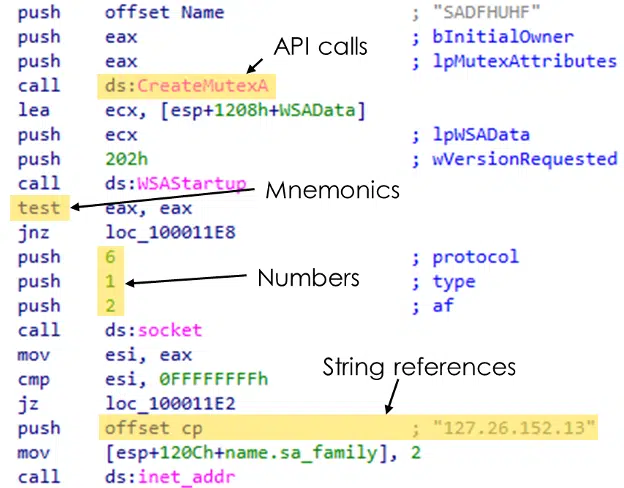 push offset Name ; "SADFHUHF"
push eax ; bInitialOwner
API calls
push eax ; lpMutexAttributes
call ds:CreateMutexA
lea ecx, [esp+1208h+WSAData]
push ecx ; lpWSAData
push 202h ; wVersionRequested
call ds:WSAStartup
Mnemonics
test eax, eax
jnz loc_100011E8
push 6 ; protocol
push 1 ; type
Numbers
push 2 ; af
call ds:socket
mov esi, eax
String references
cmp esi, 0FFFFFFFFh
jz loc_100011E2
push offset cp ; "127.26.152.13"
mov [esp+120Ch+name.sa_family], 2
call ds:inet_addr